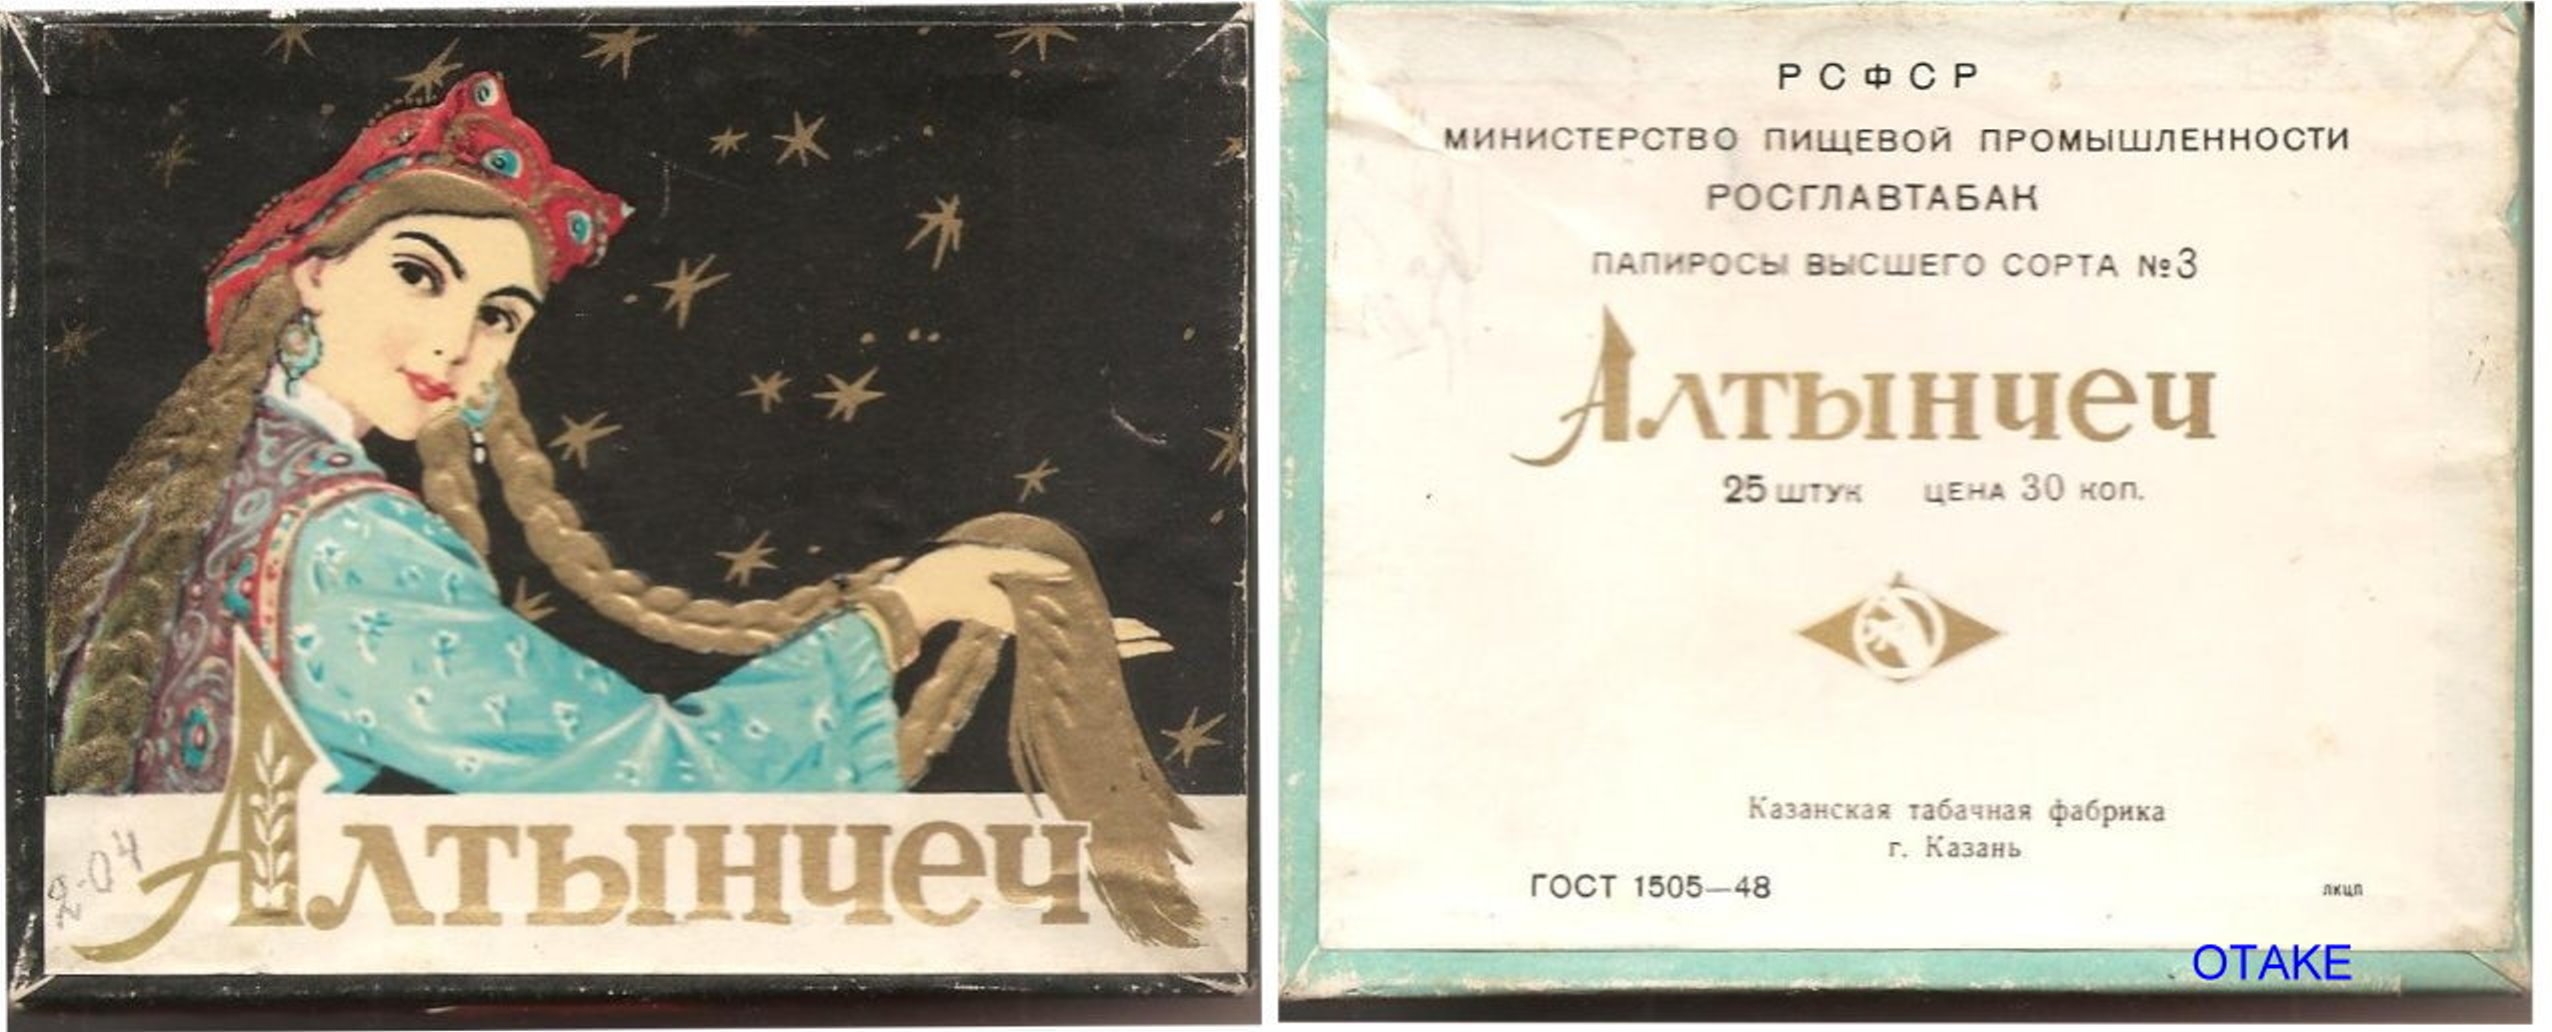 Алтынчеч
2-04
РСФСР
МИНИСТЕРСТВО ПИЩЕВОЙ ПРОМЫШЛЕННОСТИ
РОСГЛАВТАБАК
ПАПИРОСЫ ВЫСШЕГО СОРТА №3
Алтынчеч
25 ШТУК ЦЕНА 30 КОП.
Казанская табачная фабрика
г. Казань
ГОСТ 1505—48
ЛКЦП
OTAKE